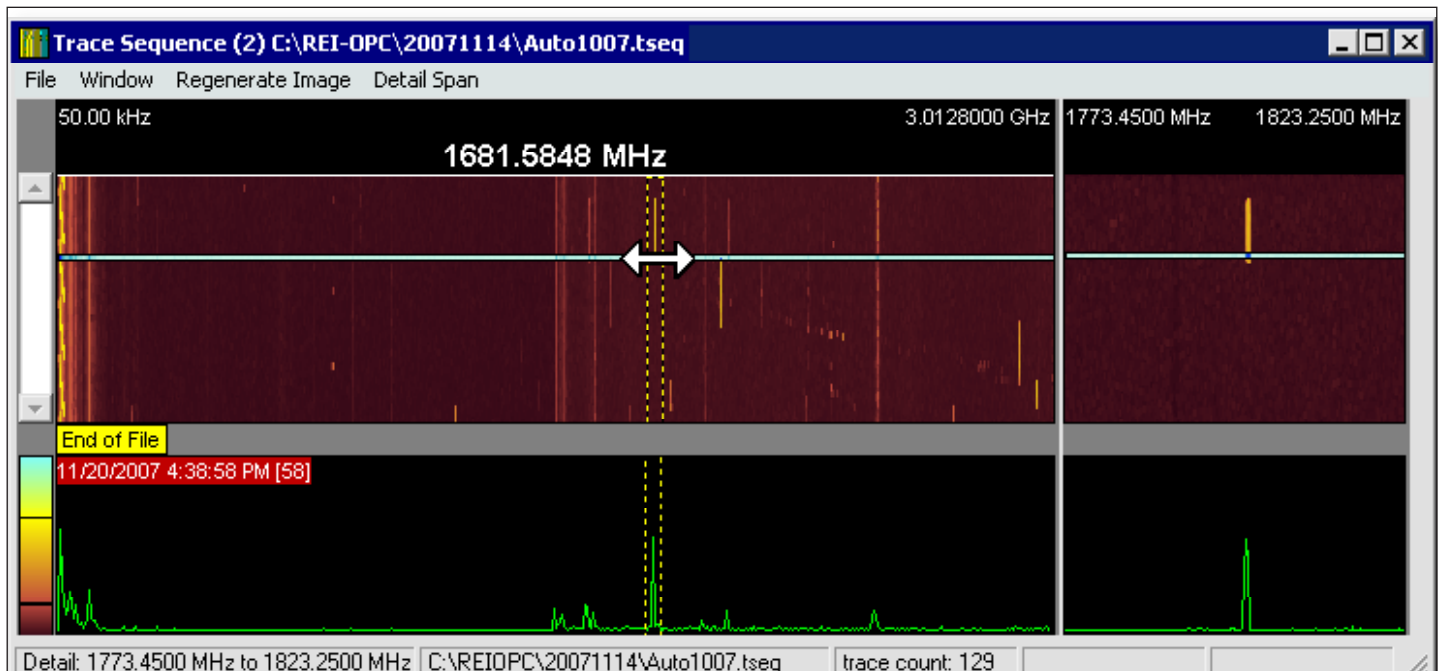 Trace Sequence (2) C:\REI-OPC\20071114\Auto1007.tseq
File Window Regenerate Image Detail Span
50.00 kHz 3.0128000 GHz 1773.4500 MHz 1823.2500 MHz
1681.5848 MHz
End of File
11/20/2007 4:38:58 PM [58]
Detail: 1773.4500 MHz to 1823.2500 MHz C:\REIOPC\20071114\Auto1007.tseq trace count: 129